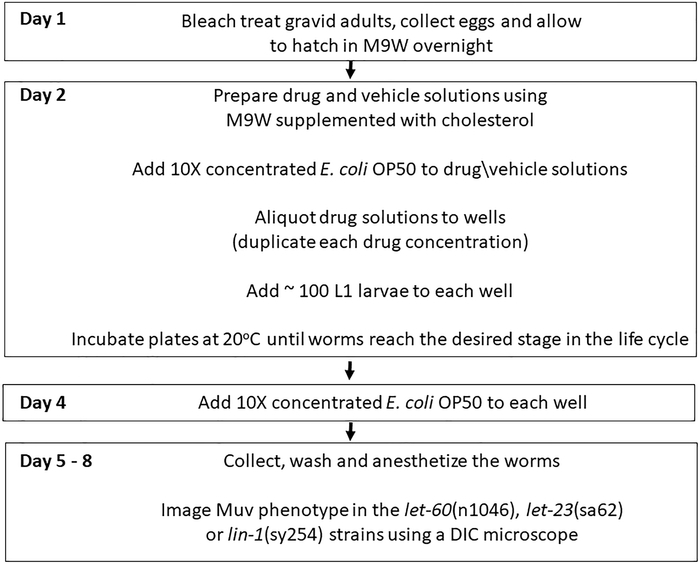 Day 1 Bleach treat gravid adults, collect eggs and allow
to hatch in M9W overnight
Day 2 Prepare drug and vehicle solutions using
M9W supplemented with cholesterol
Add 10X concentrated E. coli OP50 to drug\vehicle solutions
Aliquot drug solutions to wells
(duplicate each drug concentration)
Add ~ 100 L1 larvae to each well
Incubate plates at 20°C until worms reach the desired stage in the life cycle
Day 4 Add 10X concentrated E. coli OP50 to each well
Day 5 - 8 Collect, wash and anesthetize the worms
Image Muv phenotype in the let-60(n1046), let-23(sa62)
or lin-1(sy254) strains using a DIC microscope